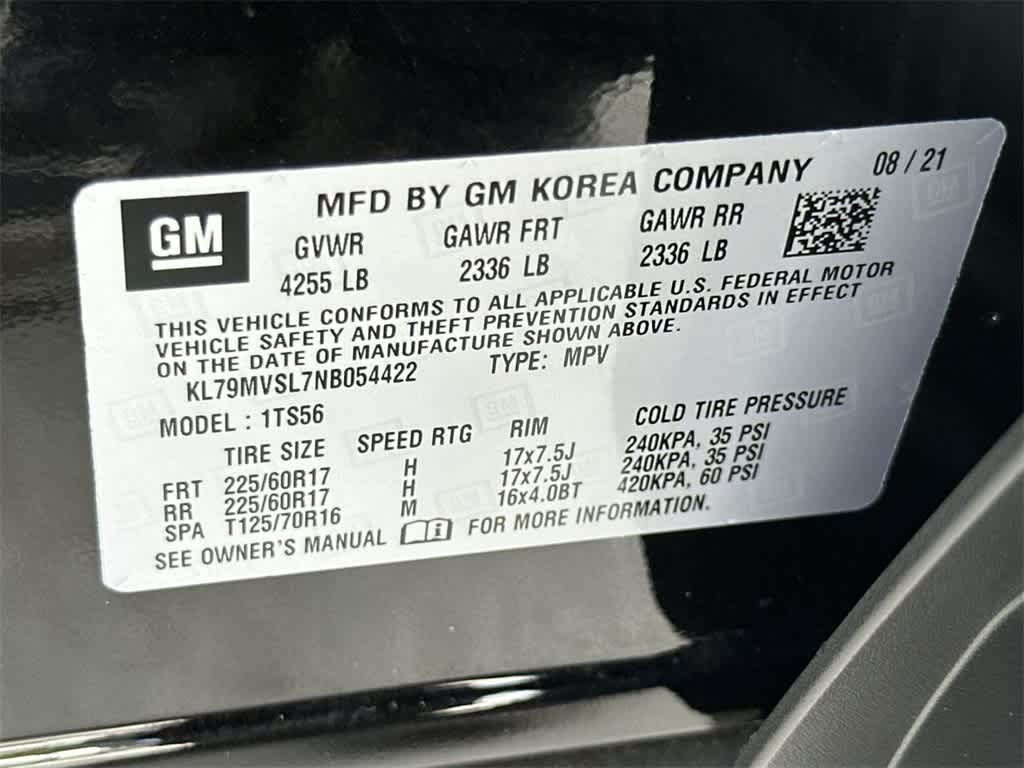 GM
MFD BY GM KOREA COMPANY 08 / 21
GVWR GAWR FRT GAWR RR
4255 LB 2336 LB 2336 LB
THIS VEHICLE CONFORMS TO ALL APPLICABLE U.S. FEDERAL MOTOR
VEHICLE SAFETY AND THEFT PREVENTION STANDARDS IN EFFECT
ON THE DATE OF MANUFACTURE SHOWN ABOVE.
KL79MVSL7NB054422 TYPE: MPV
MODEL : 1TS56
TIRE SIZE SPEED RTG RIM COLD TIRE PRESSURE
FRT 225/60R17 H 17x7.5J 240KPA, 35 PSI
RR 225/60R17 H 17x7.5J 240KPA, 35 PSI
SPA T125/70R16 M 16x4.0BT 420KPA, 60 PSI
SEE OWNER'S MANUAL FOR MORE INFORMATION.